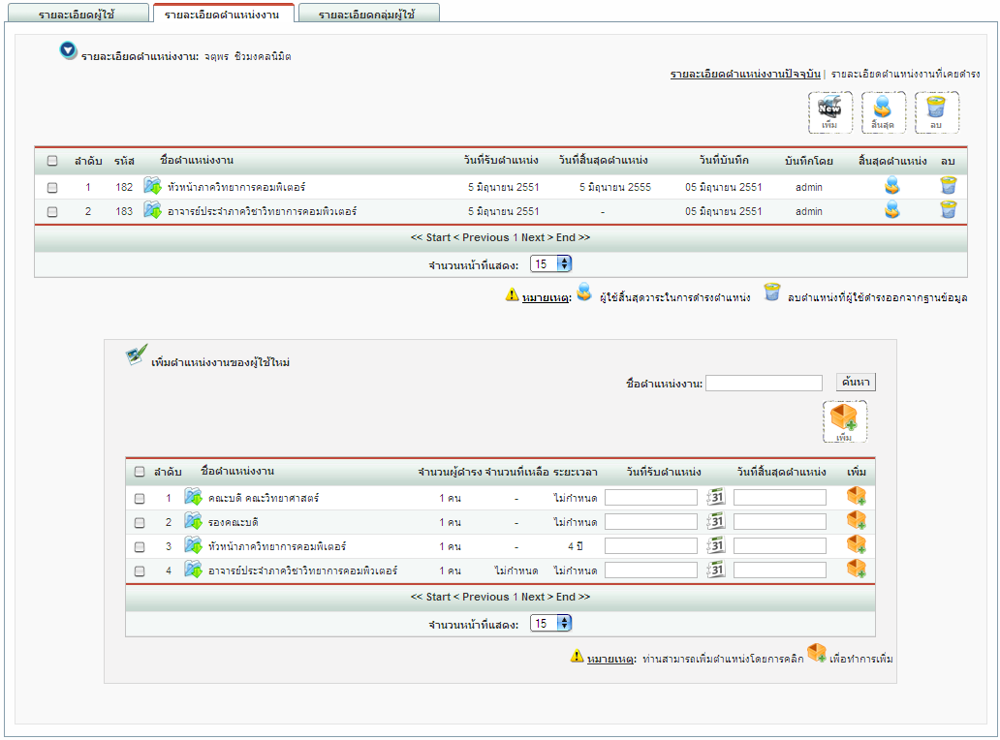 รายละเอียดผู้ใช้ รายละเอียดตำแหน่งงาน รายละเอียดกลุ่มผู้ใช้
รายละเอียดตำแหน่งงาน: จตุพร ชิวมงคลนิมิต
รายละเอียดตำแหน่งงานปัจจุบัน | รายละเอียดตำแหน่งงานที่เคยดำรง
New
เพิ่ม สิ้นสุด ลบ
ลำดับ รหัส ชื่อตำแหน่งงาน วันที่รับตำแหน่ง วันที่สิ้นสุดตำแหน่ง วันที่บันทึก บันทึกโดย สิ้นสุดตำแหน่ง ลบ
1 182 หัวหน้าภาควิทยาการคอมพิเตอร์ 5 มิถุนายน 2551 5 มิถุนายน 2555 05 มิถุนายน 2551 admin
2 183 อาจารย์ประจำภาควิชาวิทยาการคอมพิวเตอร์ 5 มิถุนายน 2551 - 05 มิถุนายน 2551 admin
<< Start < Previous 1 Next > End >>
จำนวนหน้าที่แสดง: 15
หมายเหตุ: ผู้ใช้สิ้นสุดวาระในการดำรงตำแหน่ง ลบตำแหน่งที่ผู้ใช้ดำรงออกจากฐานข้อมูล
เพิ่มตำแหน่งงานของผู้ใช้ใหม่
ชื่อตำแหน่งงาน: ค้นหา
เพิ่ม
ลำดับ ชื่อตำแหน่งงาน จำนวนผู้ดำรง จำนวนที่เหลือ ระยะเวลา วันที่รับตำแหน่ง วันที่สิ้นสุดตำแหน่ง เพิ่ม
1 คณะบดี คณะวิทยาศาสตร์ 1 คน - ไม่กำหนด 31
2 รองคณะบดี 1 คน - ไม่กำหนด 31
3 หัวหน้าภาควิทยาการคอมพิเตอร์ 1 คน - 4 ปี 31
4 อาจารย์ประจำภาควิชาวิทยาการคอมพิวเตอร์ 1 คน ไม่กำหนด ไม่กำหนด 31
<< Start < Previous 1 Next > End >>
จำนวนหน้าที่แสดง: 15
หมายเหตุ: ท่านสามารถเพิ่มตำแหน่งโดยการคลิก เพื่อทำการเพิ่ม